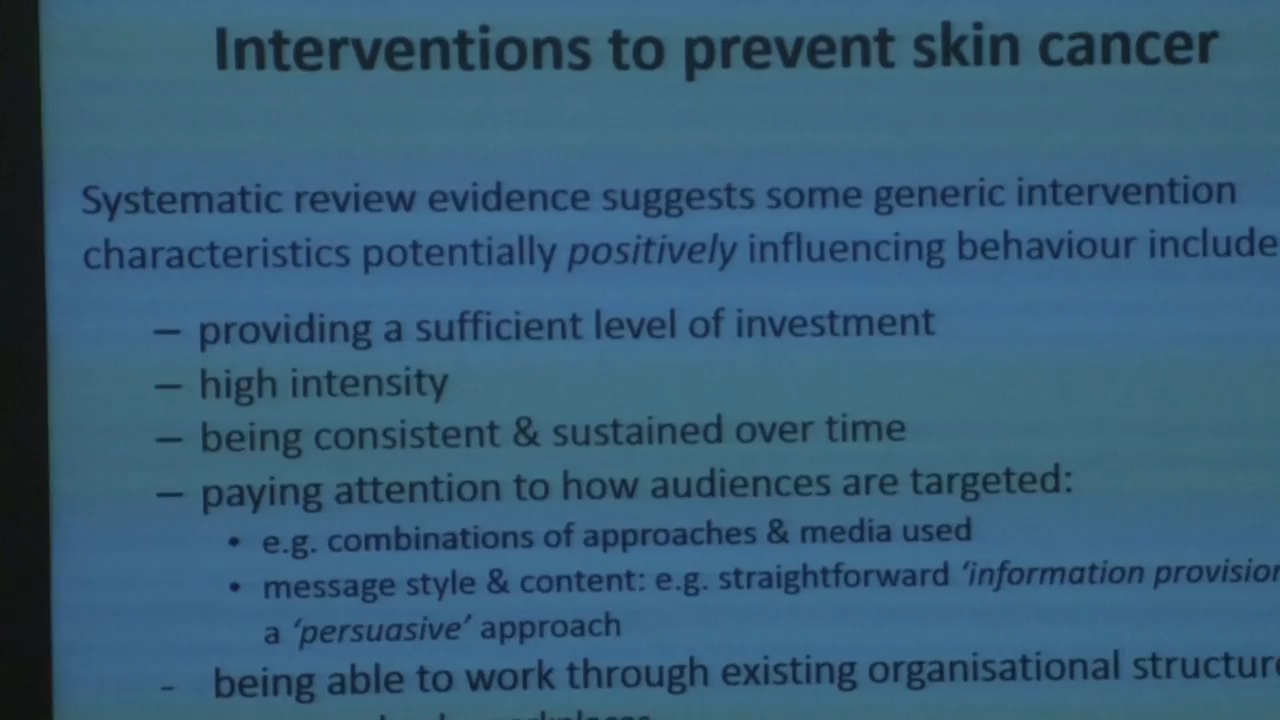 Interventions to prevent skin cancer
Systematic review evidence suggests some generic intervention
characteristics potentially positively influencing behaviour include
– providing a sufficient level of investment
– high intensity
– being consistent & sustained over time
– paying attention to how audiences are targeted:
• e.g. combinations of approaches & media used
• message style & content: e.g. straightforward ‘information
a ‘persuasive’ approach
- being able to work through existing organisational